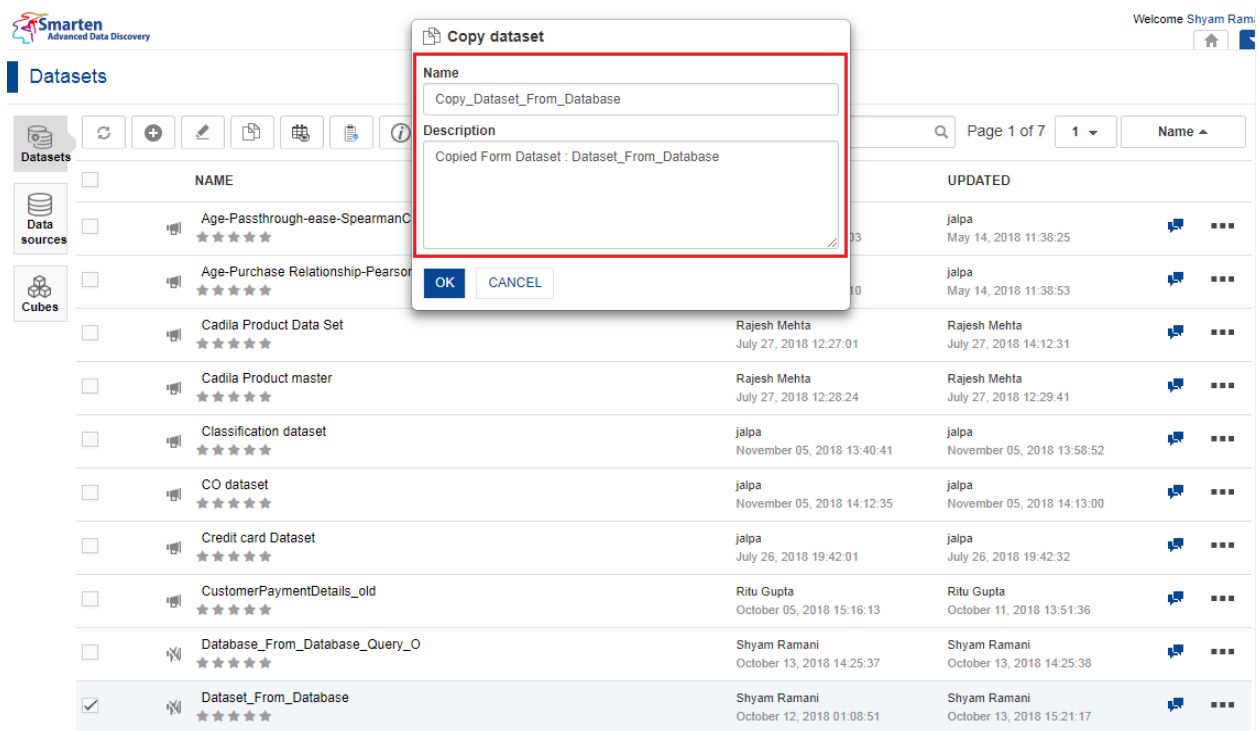 Smarten
Advanced Data Discovery
Welcome Shyam Rama
Datasets
Copy dataset
Name
Copy_Dataset_From_Database
Description
Copied Form Dataset : Dataset_From_Database
OK CANCEL
Page 1 of 7 1 Name
Datasets
Data
sources
Cubes
NAME UPDATED
Age-Passthrough-ease-SpearmanC jalpa
03 May 14, 2018 11:38:25
Age-Purchase Relationship-Pearson jalpa
10 May 14, 2018 11:38:53
Cadila Product Data Set Rajesh Mehta Rajesh Mehta
July 27, 2018 12:27:01 July 27, 2018 14:12:31
Cadila Product master Rajesh Mehta Rajesh Mehta
July 27, 2018 12:28:24 July 27, 2018 12:29:41
Classification dataset jalpa jalpa
November 05, 2018 13:40:41 November 05, 2018 13:58:52
CO dataset jalpa jalpa
November 05, 2018 14:12:35 November 05, 2018 14:13:00
Credit card Dataset jalpa jalpa
July 26, 2018 19:42:01 July 26, 2018 19:42:32
CustomerPaymentDetails_old Ritu Gupta Ritu Gupta
October 05, 2018 15:16:13 October 11, 2018 13:51:36
Database_From_Database_Query_O Shyam Ramani Shyam Ramani
October 13, 2018 14:25:37 October 13, 2018 14:25:38
Dataset_From_Database Shyam Ramani Shyam Ramani
October 12, 2018 01:08:51 October 13, 2018 15:21:17